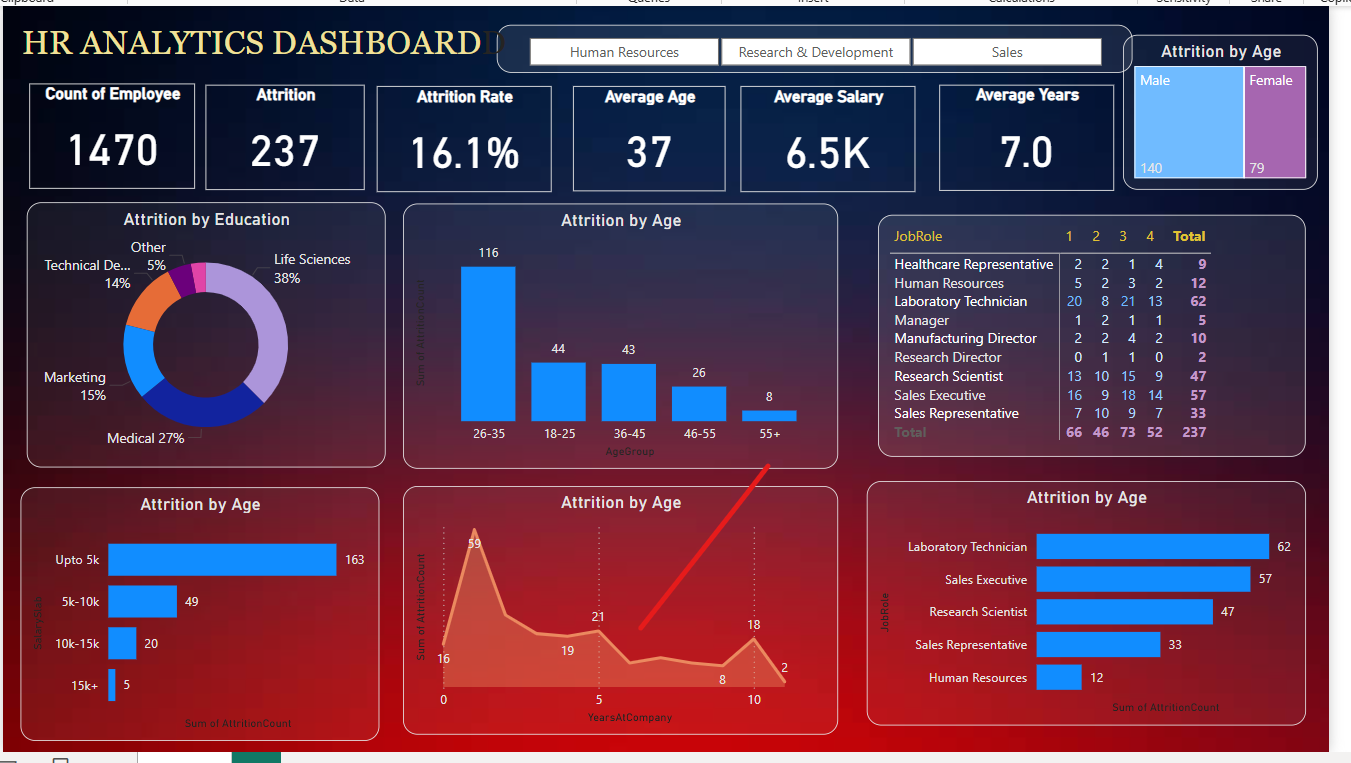 Clipboard
Data
Queries
Insert
Calculations
Sensitivity
Share
HR ANALYTICS DASHBOARD
Human Resources
Research & Development
Sales
Attrition by Age
Male
Female
140
79
Count of Employee
1470
Attrition
237
Attrition Rate
16.1%
Average Age
37
Average Salary
6.5K
Average Years
7.0
Attrition by Education
Other
5%
Life Sciences
38%
Technical De...
14%
Marketing
15%
Medical 27%
Attrition by Age
Sum of AttritionCount
116
44
43
26
8
26-35 18-25 36-45 46-55 55+
AgeGroup
JobRole 1 2 3 4 Total
Healthcare Representative 2 2 1 4 9
Human Resources 5 2 3 2 12
Laboratory Technician 20 8 21 13 62
Manager 1 2 1 1 5
Manufacturing Director 2 2 4 2 10
Research Director 0 1 1 0 2
Research Scientist 13 10 15 9 47
Sales Executive 16 9 18 14 57
Sales Representative 7 10 9 7 33
Total 66 46 73 52 237
Attrition by Age
SalarySlab
Upto 5k 163
5k-10k 49
10k-15k 20
15k+ 5
Sum of AttritionCount
Attrition by Age
Sum of AttritionCount
59
16
19
21
8
18
2
0 5 10
YearsAtCompany
Attrition by Age
JobRole
Laboratory Technician 62
Sales Executive 57
Research Scientist 47
Sales Representative 33
Human Resources 12
Sum of AttritionCount